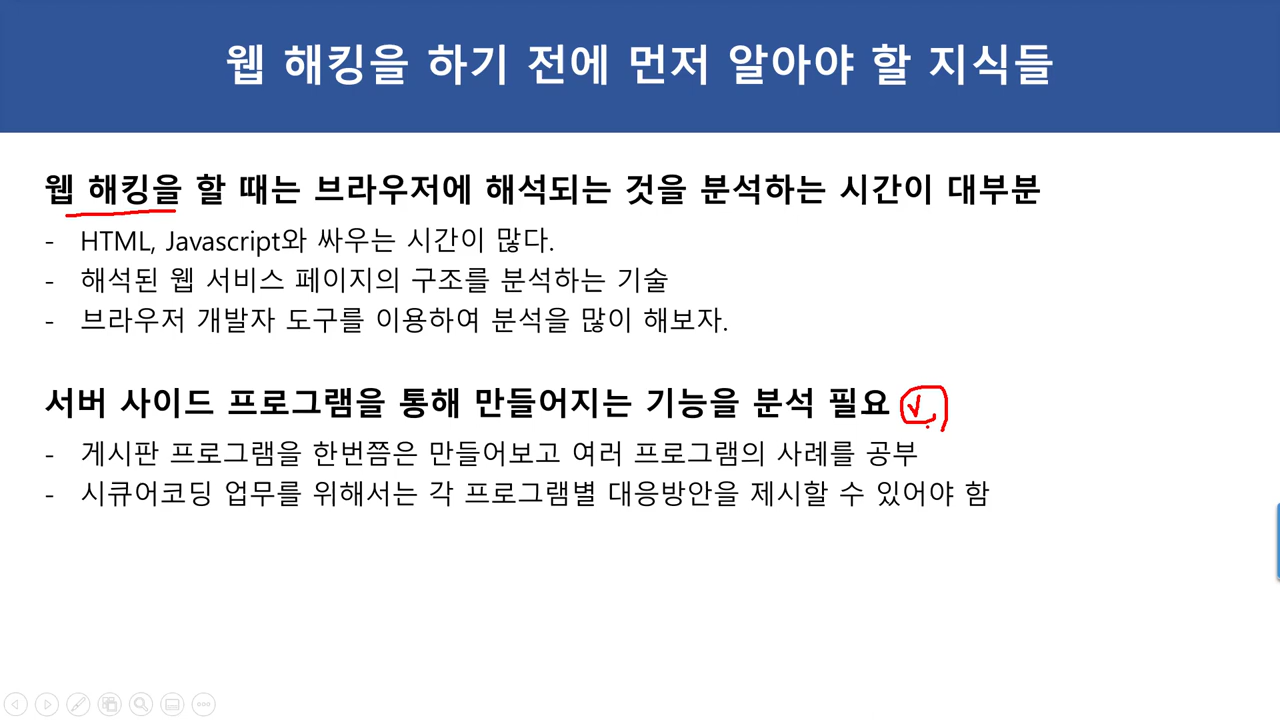 웹 해킹을 하기 전에 먼저 알아야 할 지식들
웹 해킹을 할 때는 브라우저에 해석되는 것을 분석하는 시간이 대부분
- HTML, Javascript와 싸우는 시간이 많다.
- 해석된 웹 서비스 페이지의 구조를 분석하는 기술
- 브라우저 개발자 도구를 이용하여 분석을 많이 해보자.
서버 사이드 프로그램을 통해 만들어지는 기능을 분석 필요
- 게시판 프로그램을 한번쯤은 만들어보고 여러 프로그램의 사례를 공부
- 시큐어코딩 업무를 위해서는 각 프로그램별 대응방안을 제시할 수 있어야 함